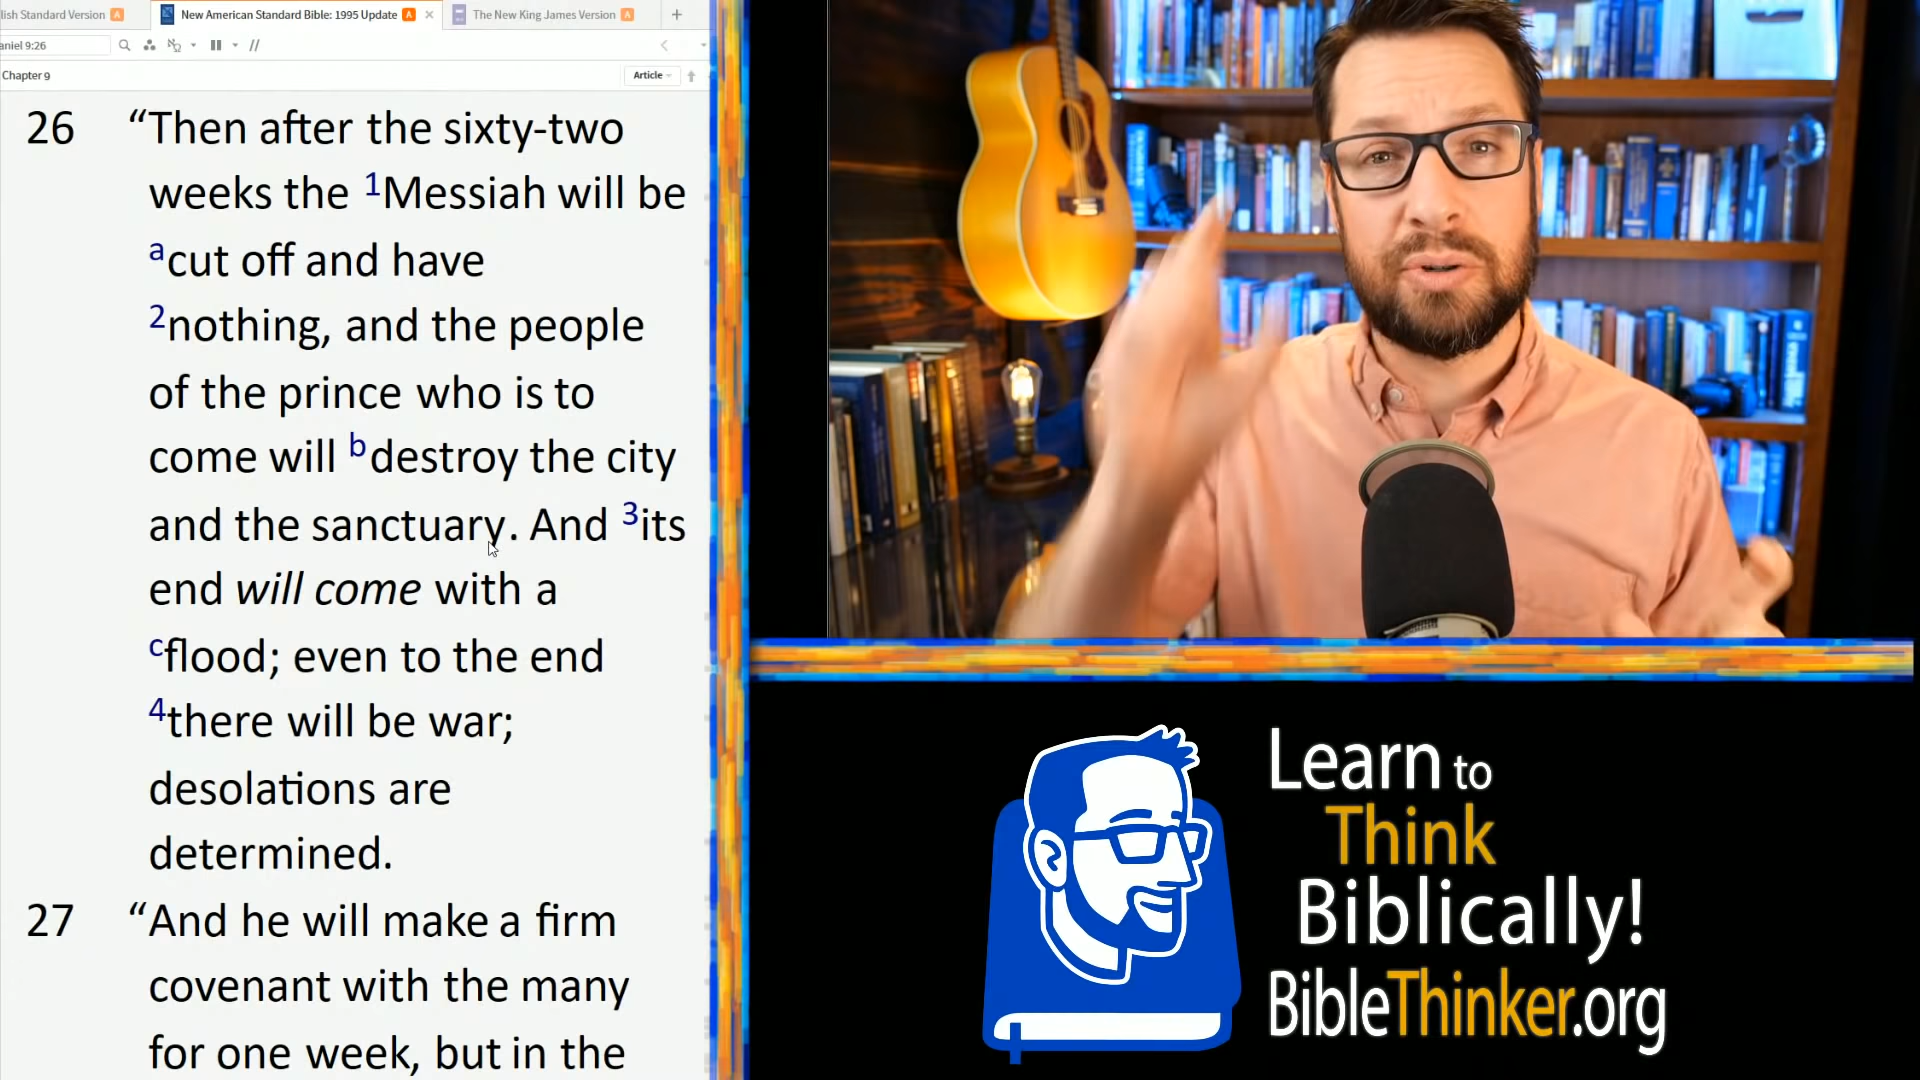 lish Standard Version A
New American Standard Bible: 1995 Update A
The New King James Version A
aniel 9:26
Chapter 9
Article
26 “Then after the sixty-two
weeks the 1Messiah will be
acut off and have
2nothing, and the people
of the prince who is to
come will bdestroy the city
and the sanctuary. And 3its
end will come with a
cflood; even to the end
4there will be war;
desolations are
determined.
27 “And he will make a firm
covenant with the many
for one week, but in the
Learn to
Think
Biblically!
BibleThinker.org